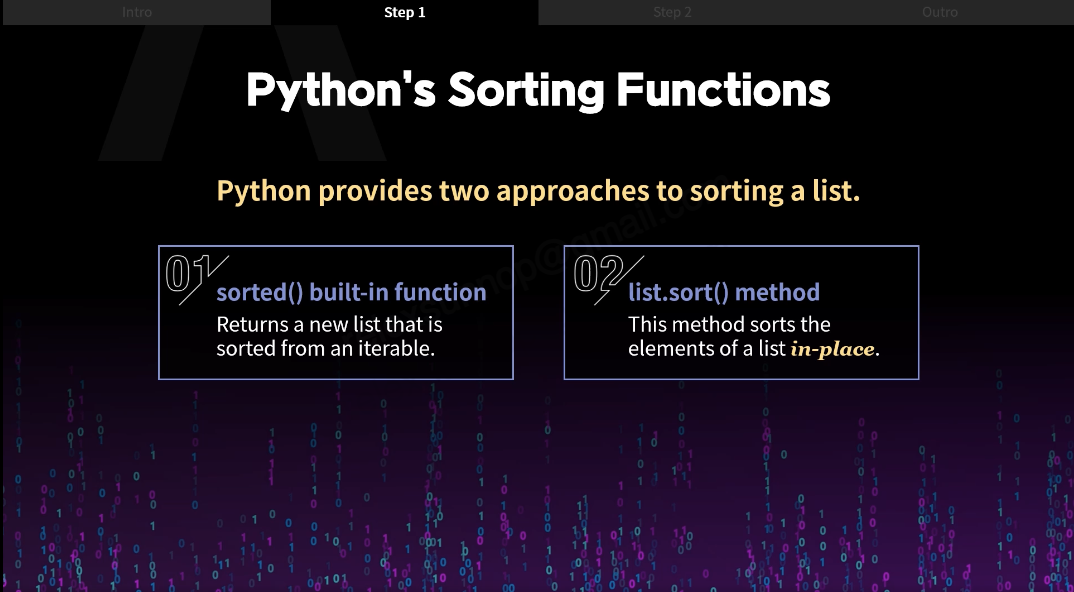 Intro
Step 1
Step 2
Outro
Python's Sorting Functions
Python provides two approaches to sorting a list.
01
sorted() built-in function
Returns a new list that is
sorted from an iterable.
02
list.sort() method
This method sorts the
elements of a list in-place.